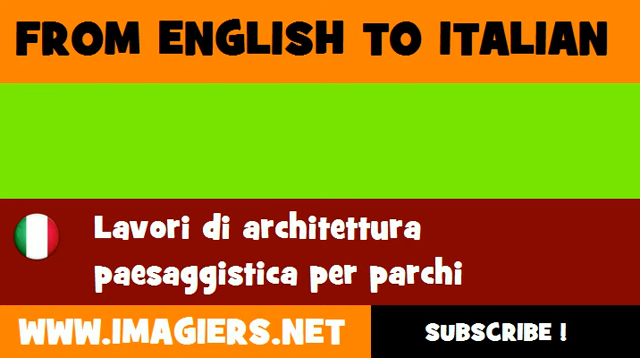 FROM ENGLISH TO ITALIAN
Lavori di architettura
paesaggistica per parchi
WWW.IMAGIERS.NET
SUBSCRIBE !